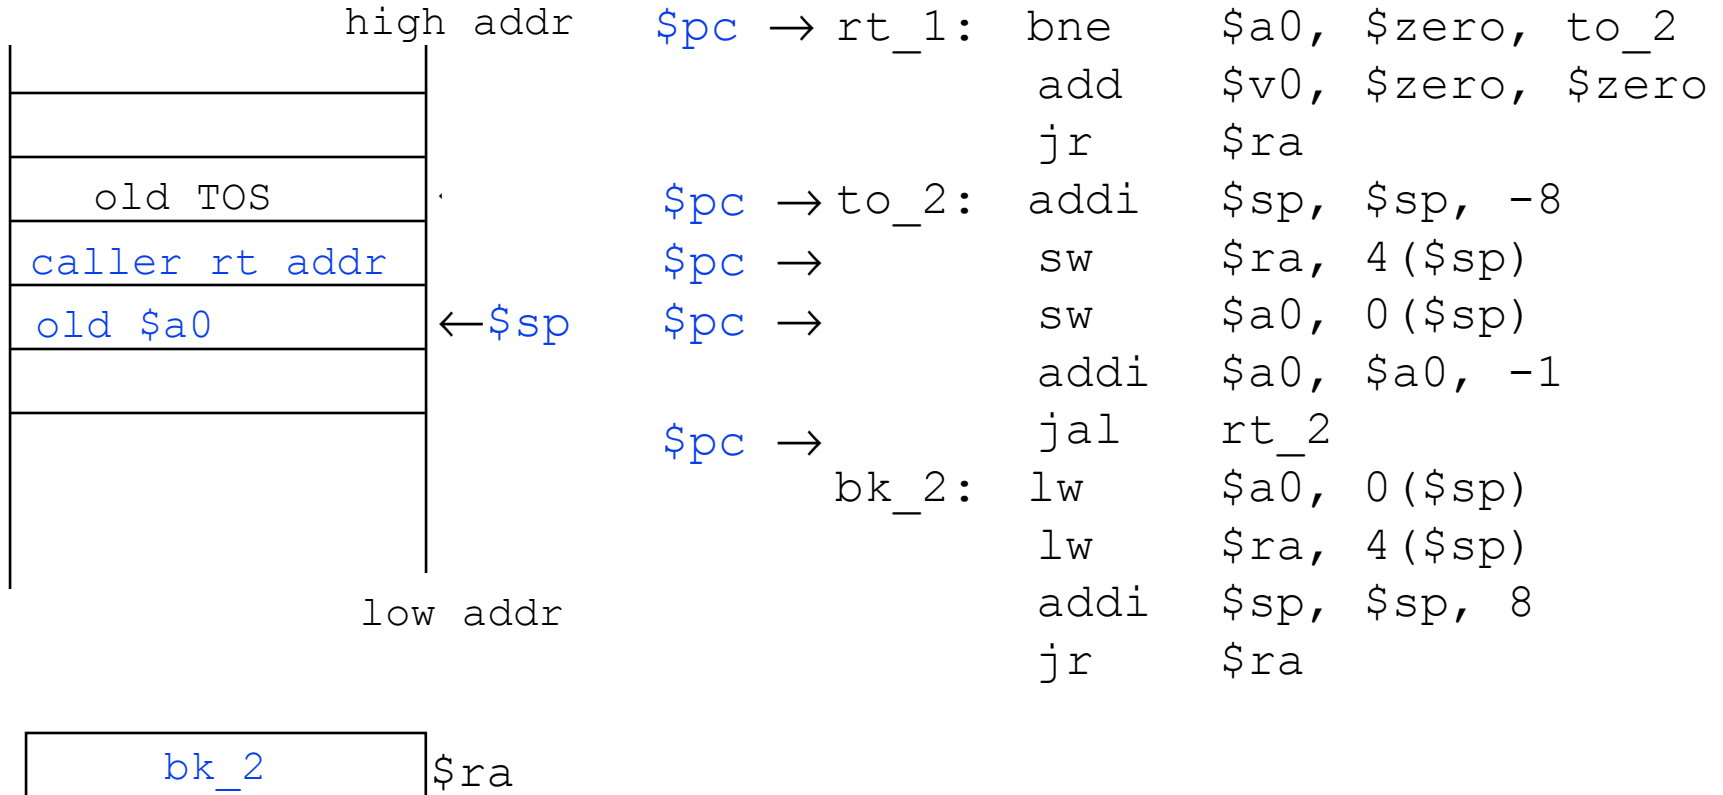 high addr
old TOS
caller rt addr
old $a0 ←$sp
low addr
bk_2 $ra
$pc → rt_1: bne $a0, $zero, to_2
add $v0, $zero, $zero
jr $ra
$pc → to_2: addi $sp, $sp, -8
$pc → sw $ra, 4($sp)
$pc → sw $a0, 0($sp)
addi $a0, $a0, -1
$pc → jal rt_2
bk_2: lw $a0, 0($sp)
lw $ra, 4($sp)
addi $sp, $sp, 8
jr $ra